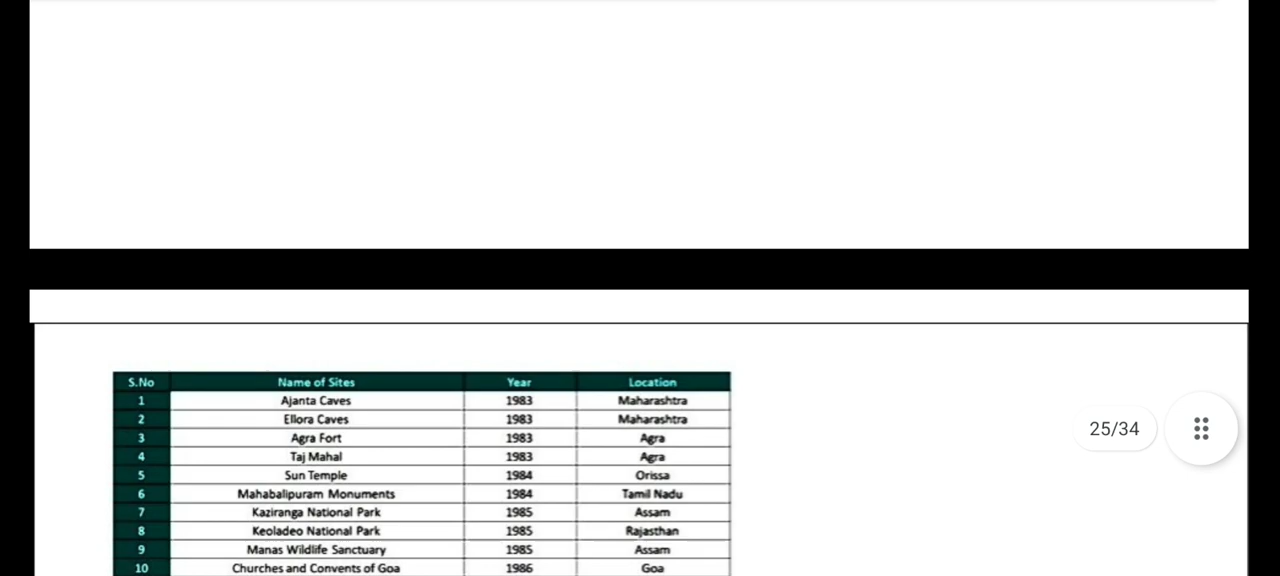 S.No Name of Sites Year Location
1 Ajanta Caves 1983 Maharashtra
2 Ellora Caves 1983 Maharashtra
3 Agra Fort 1983 Agra
4 Taj Mahal 1983 Agra
5 Sun Temple 1984 Orissa
6 Mahabalipuram Monuments 1984 Tamil Nadu
7 Kaziranga National Park 1985 Assam
8 Keoladeo National Park 1985 Rajasthan
9 Manas Wildlife Sanctuary 1985 Assam
10 Churches and Convents of Goa 1986 Goa
25/34